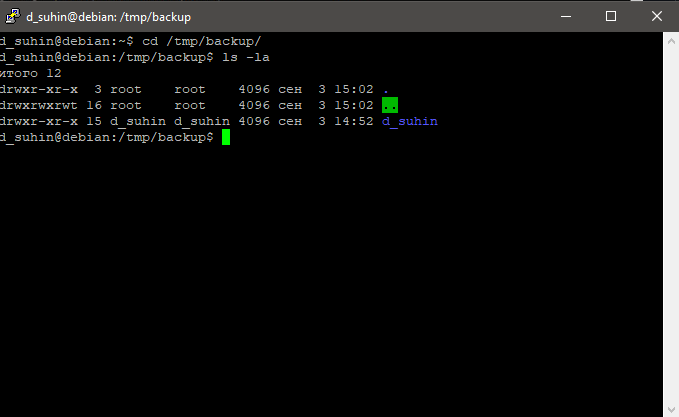 d_suhin@debian: /tmp/backup
d_suhin@debian:~$ cd /tmp/backup/
d_suhin@debian:/tmp/backup$ ls -la
итого 12
drwxr-xr-x  3 root    root    4096 сен  3 15:02 .
drwxrwxrwt 16 root    root    4096 сен  3 15:02 ..
drwxr-xr-x 15 d_suhin d_suhin 4096 сен  3 14:52 d_suhin
d_suhin@debian:/tmp/backup$